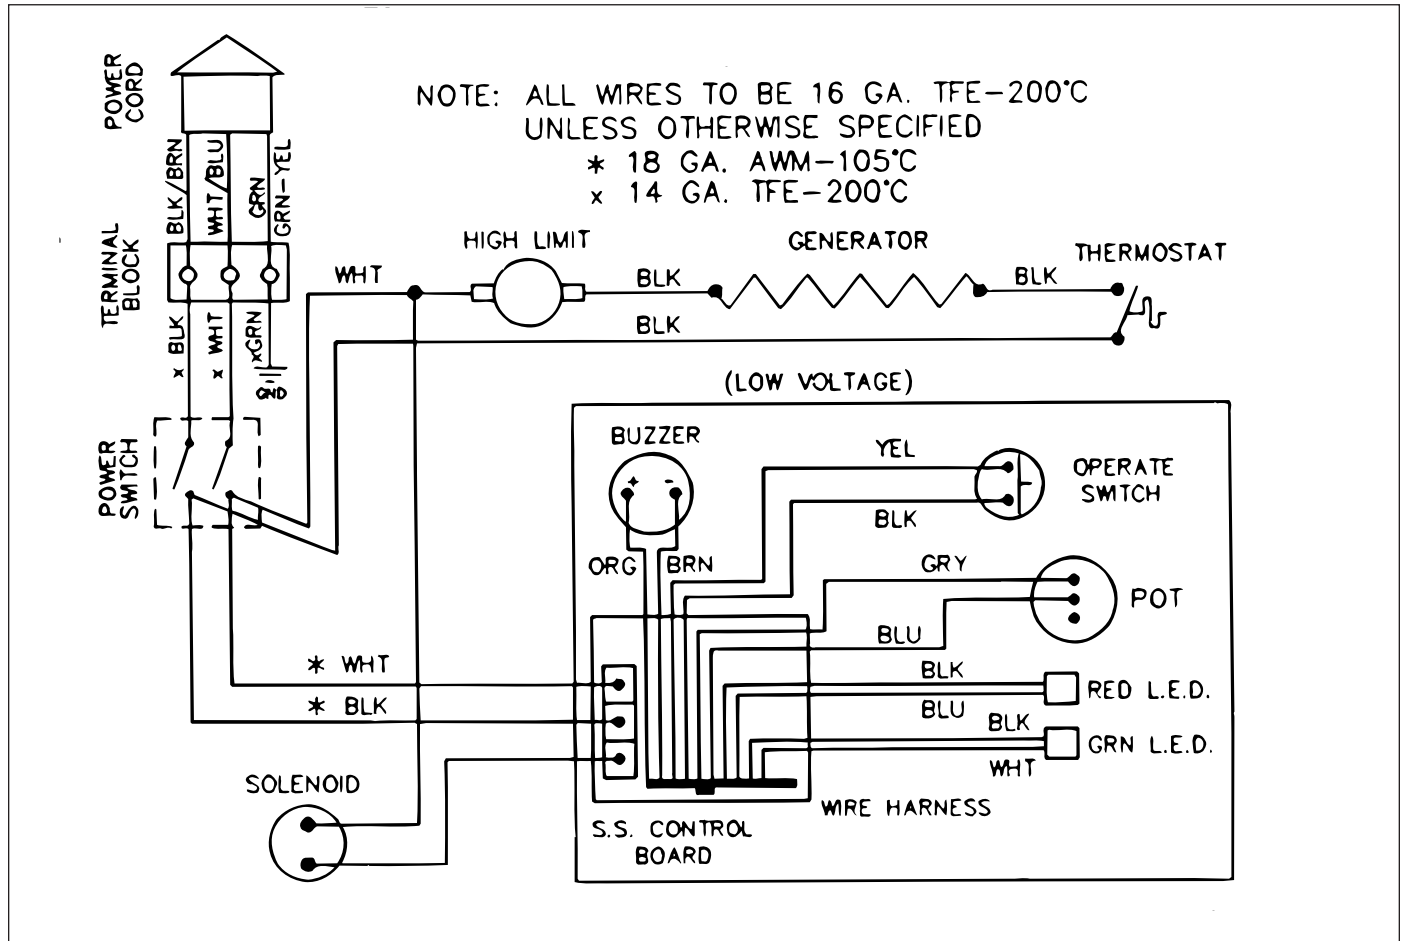 POWER
CORD
NOTE: ALL WIRES TO BE 16 GA. TFE-200°C
UNLESS OTHERWISE SPECIFIED
* 18 GA. AWM-105°C
x 14 GA. TFE-200°C
BLK/BRN
WHT/BLU
GRN
GRN-YEL
TERMINAL
BLOCK
HIGH LIMIT
GENERATOR
THERMOSTAT
WHT
BLK
BLK
BLK
x BLK
x WHT
xGRN
GND
(LOW VOLTAGE)
POWER
SWITCH
BUZZER
+ -
YEL
OPERATE
SWITCH
BLK
ORG
BRN
GRY
POT
BLU
* WHT
BLK
RED L.E.D.
* BLK
BLU
BLK
GRN L.E.D.
WHT
SOLENOID
WIRE HARNESS
S.S. CONTROL
BOARD